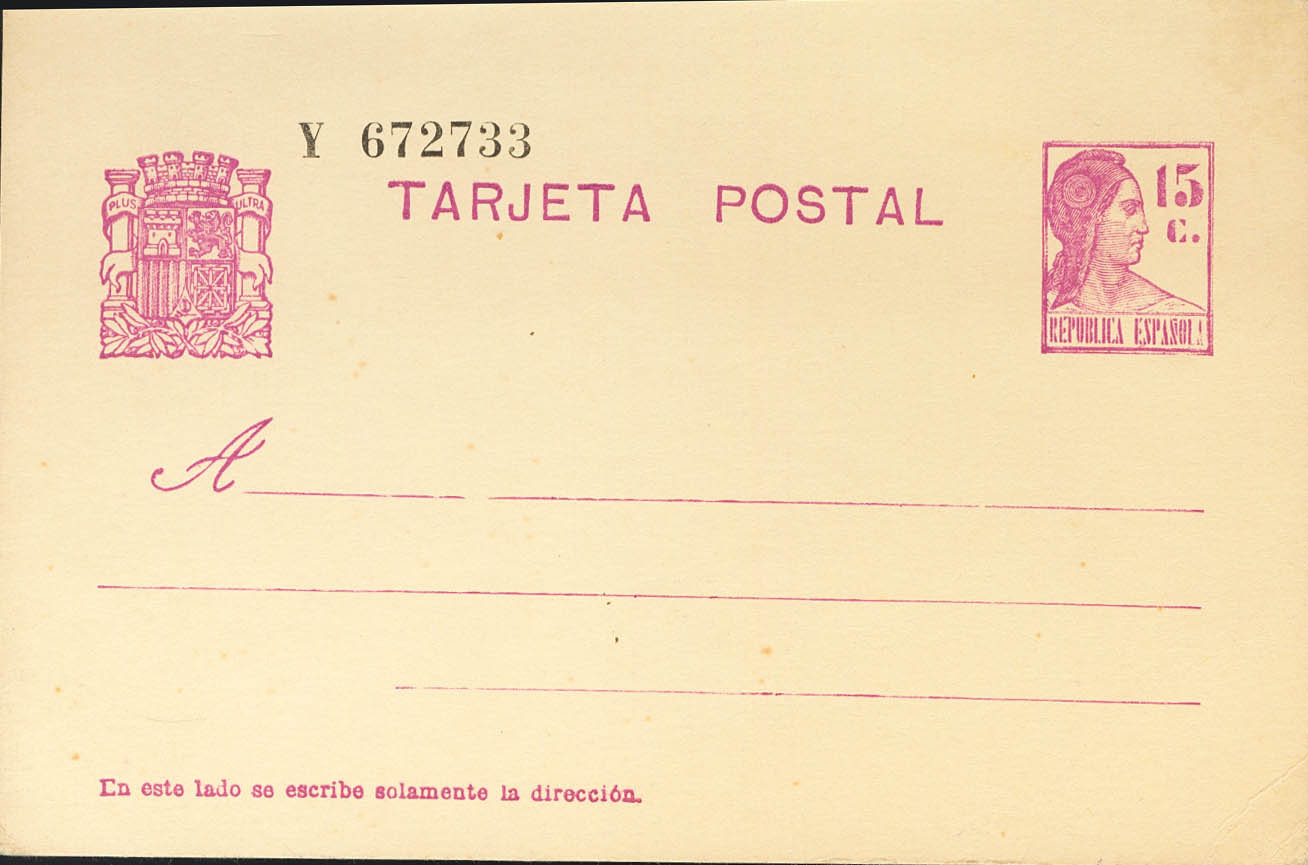 Y 672733
TARJETA POSTAL
PLUS ULTRA
15
C.
REPUBLICA ESPAÑOLA
A
En este lado se escribe solamente la dirección.